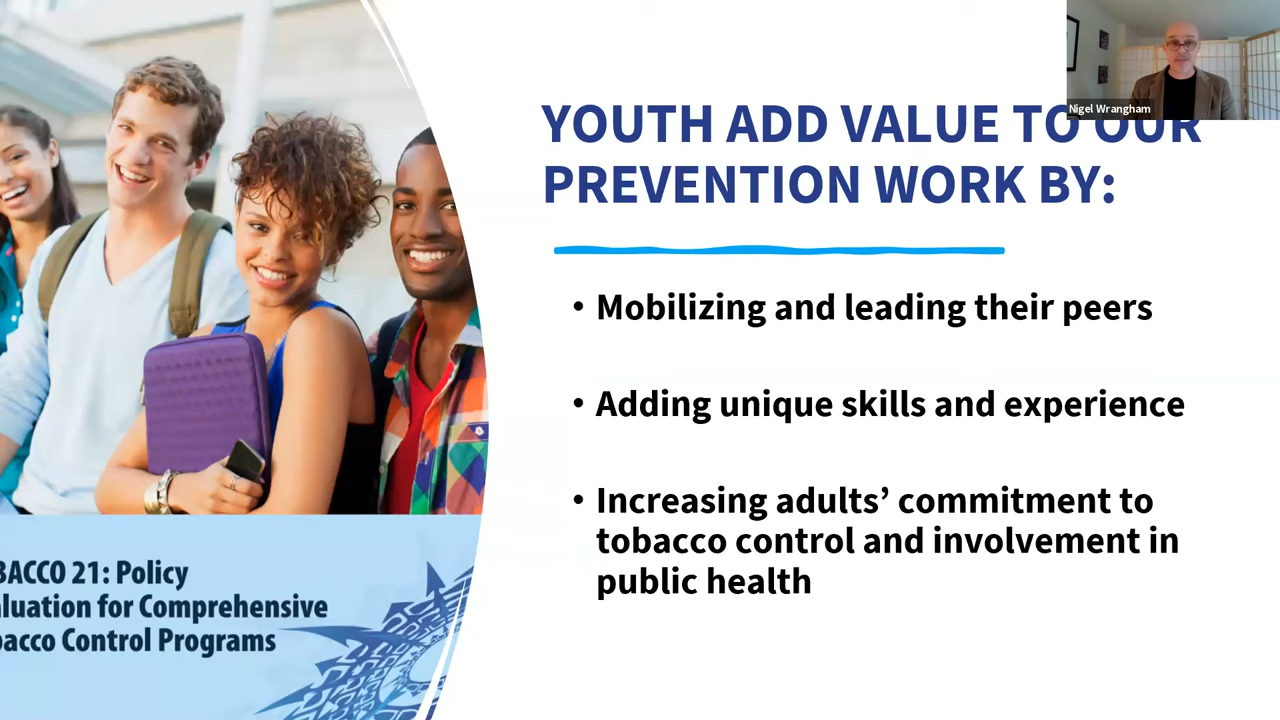 Nigel Wrangham
YOUTH ADD VALUE TO OUR
PREVENTION WORK BY:
• Mobilizing and leading their peers
• Adding unique skills and experience
• Increasing adults’ commitment to
tobacco control and involvement in
public health
BACCO 21: Policy
luation for Comprehensive
acco Control Programs